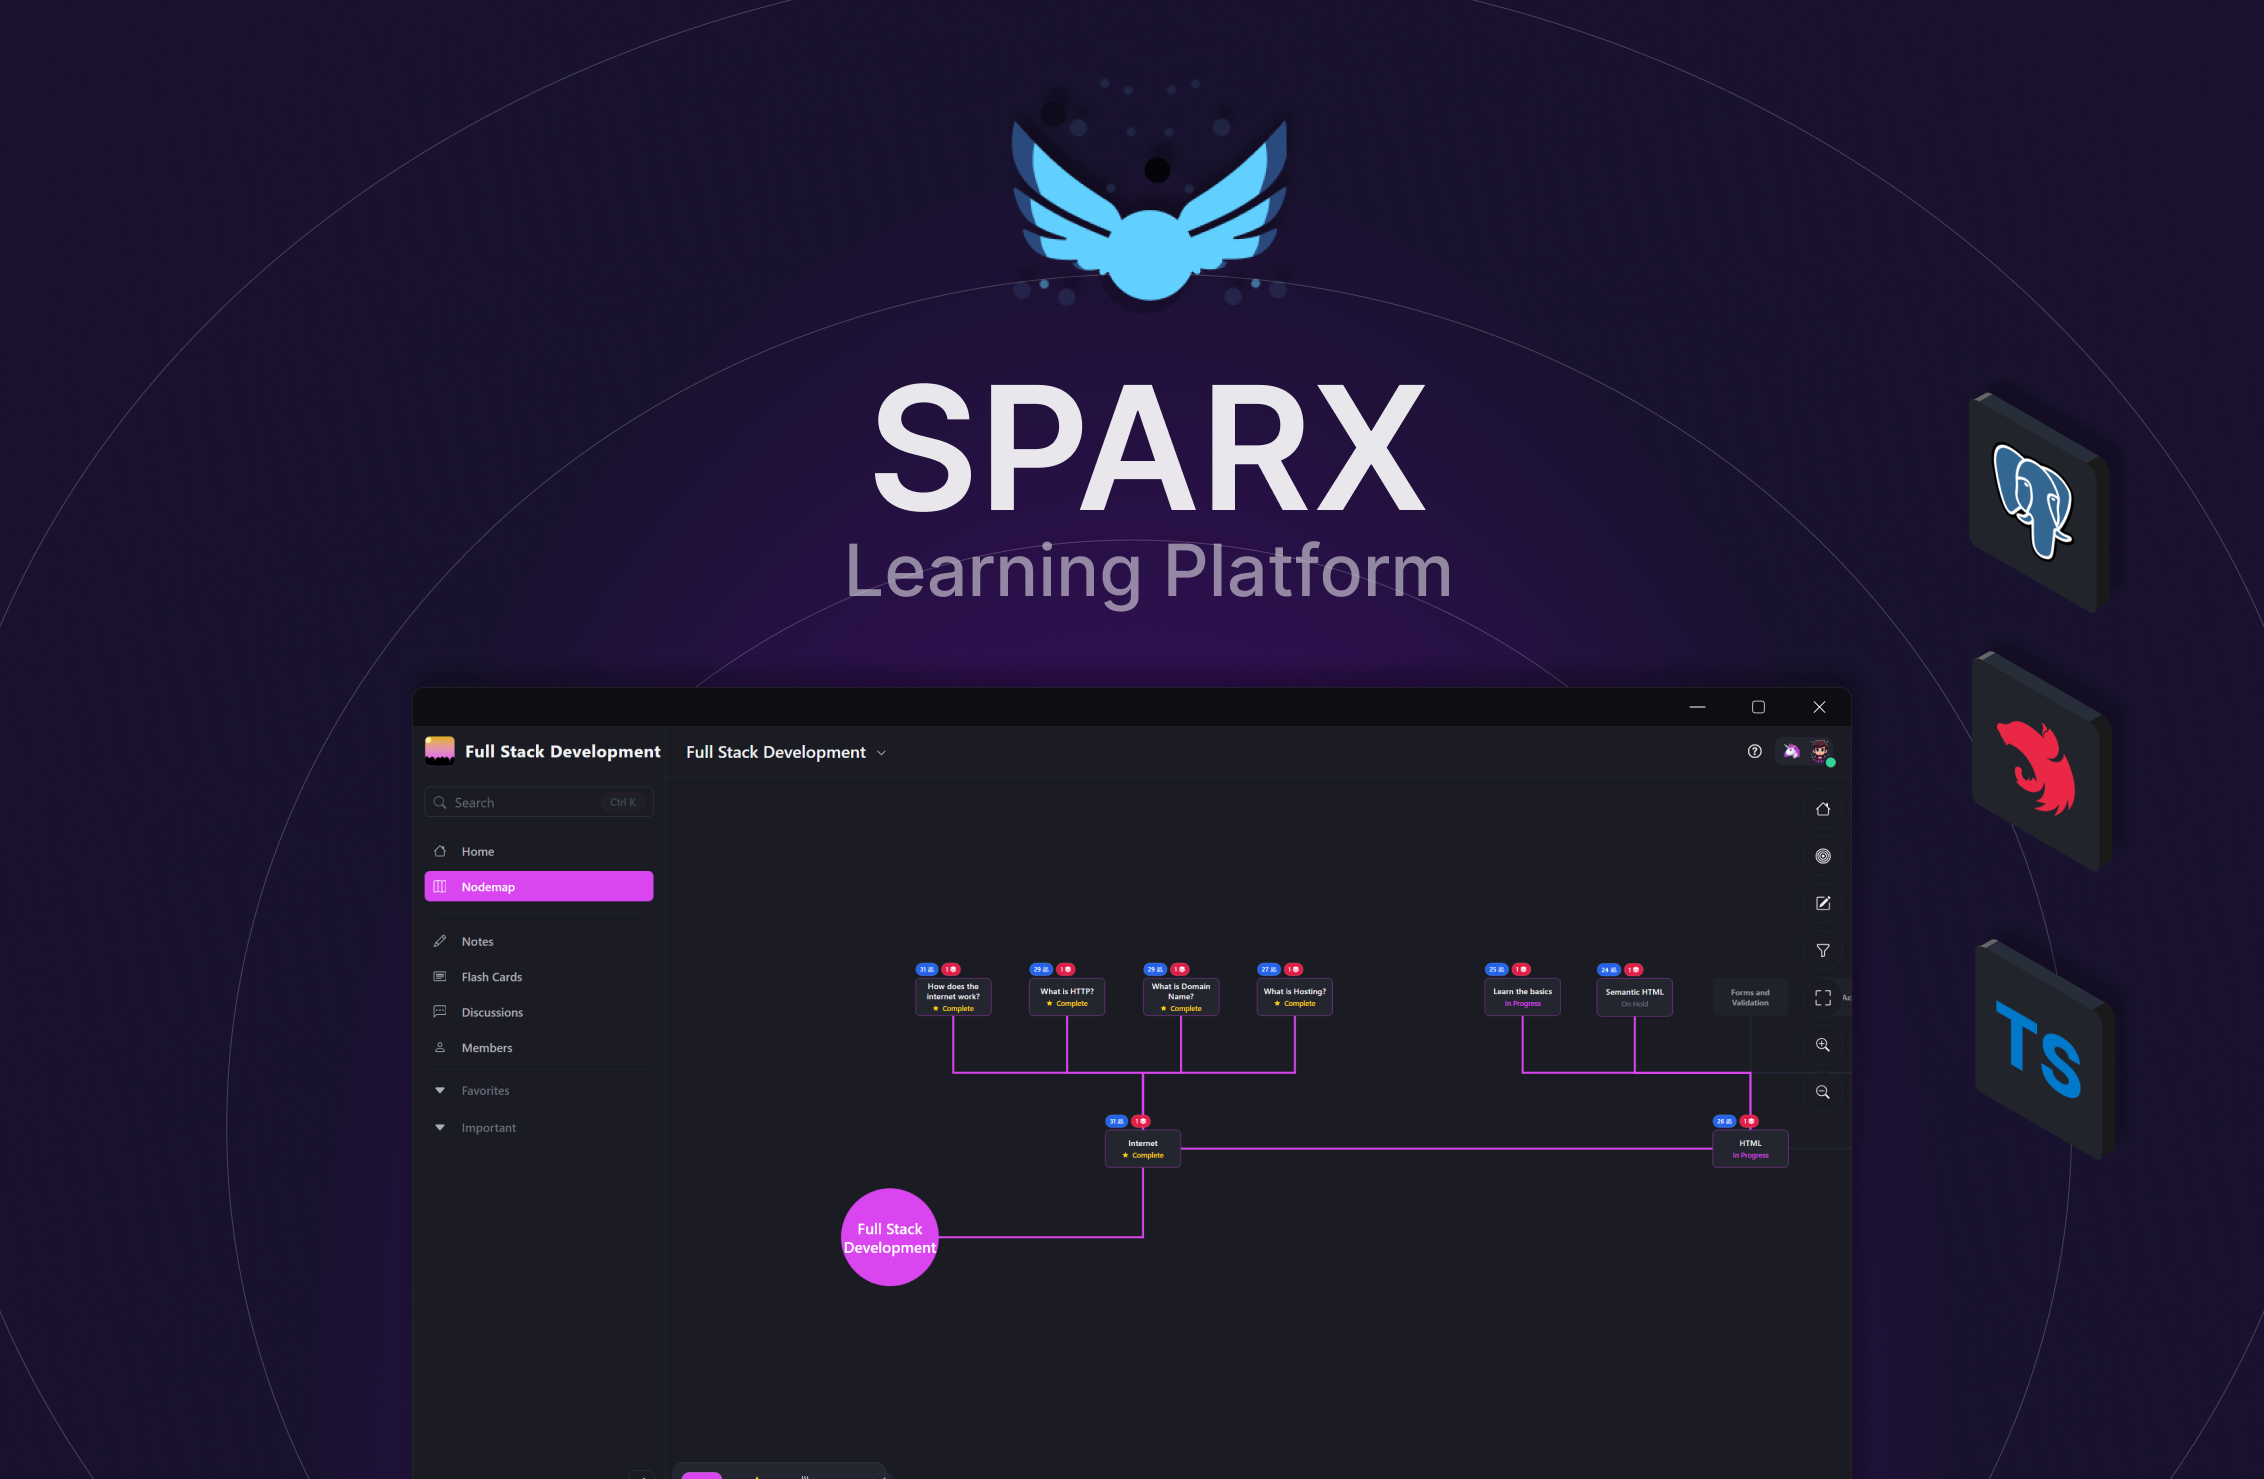 SPARX
Learning Platform
Full Stack Development
Full Stack Development
Search
Ctrl K
Home
Nodemap
Notes
Flash Cards
Discussions
Members
Favorites
Important
31
1
How does the
internet work?
Complete
29
1
What is HTTP?
Complete
29
1
What is Domain
Name?
Complete
27
1
What is Hosting?
Complete
25
1
Learn the basics
In Progress
24
1
Semantic HTML
On Hold
Forms and
Validation
Ac
31
1
Internet
Complete
26
1
HTML
In Progress
Full Stack
Development
TS